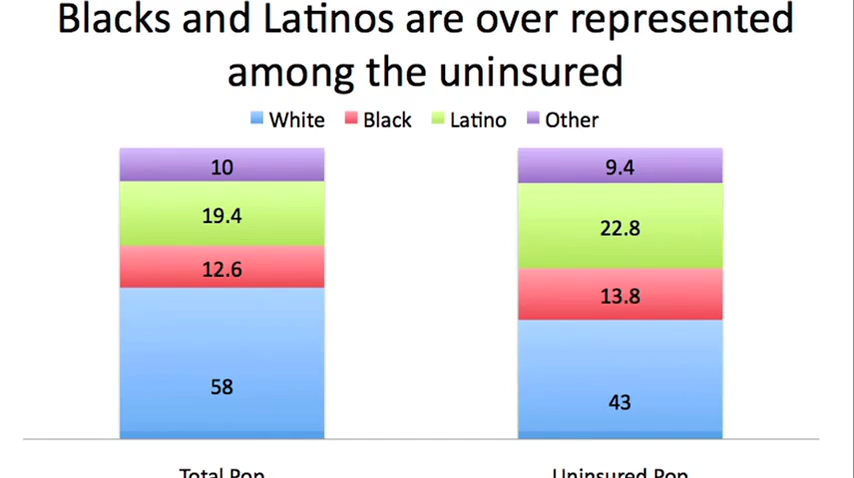 Blacks and Latinos are over represented
among the uninsured
White Black Latino Other
10 9.4
19.4 22.8
12.6 13.8
58 43
Total Pop Uninsured Pop